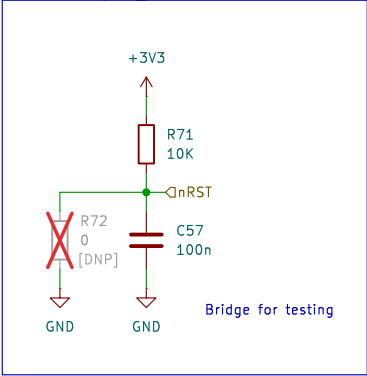 +3V3
R71
10K
nRST
R72
0
[DNP]
C57
100n
GND
GND
Bridge for testing